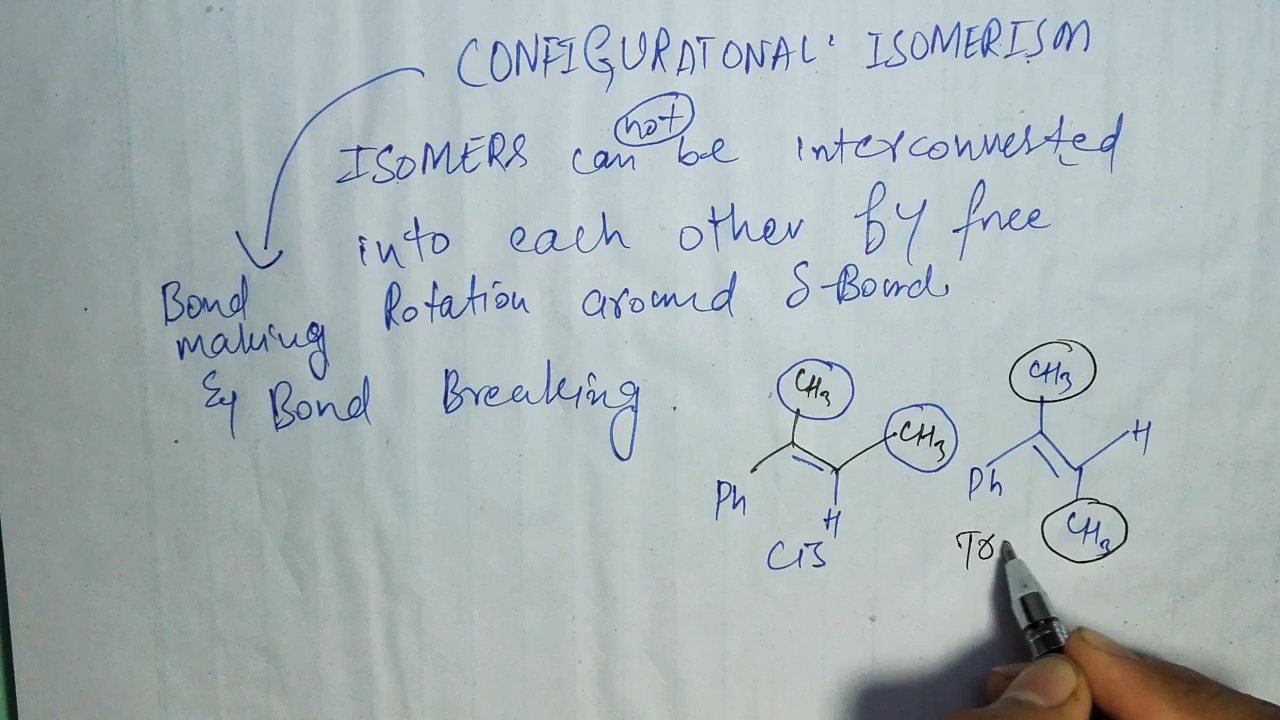 CONFIGURATONAL ISOMERISM
not
ISOMERS can be interconverted
into each other by free
Rotation around δ-Bond
Bond
making
Bond Breaking
CH3
CH3
Ph
H
Cis
CH3
H
Ph
CH3
Tr